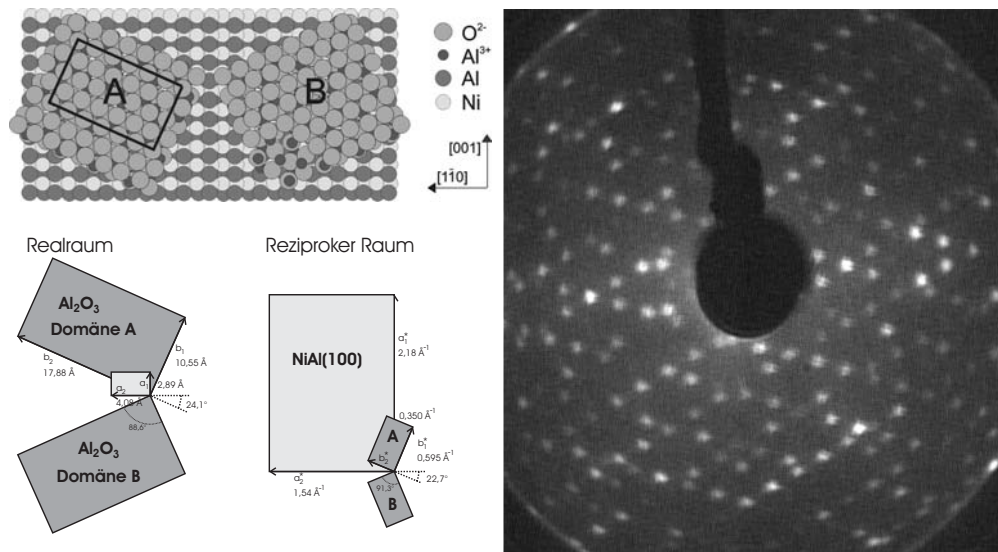 A
B
O²⁻
Al³⁺
Al
Ni
[001]
[11̄0]
Realraum
Reziproker Raum
Al₂O₃
Domäne A
b₁
10,55 Å
b₂
17,88 Å
a₁
2,89 Å
a₂
4,08 Å
24,1°
88,6°
Al₂O₃
Domäne B
NiAl(100)
a₁*
2,18 Å⁻¹
0,350 Å⁻¹
A
b₁*
0,595 Å⁻¹
b₂*
a₂*
1,54 Å⁻¹
22,7°
91,3°
B